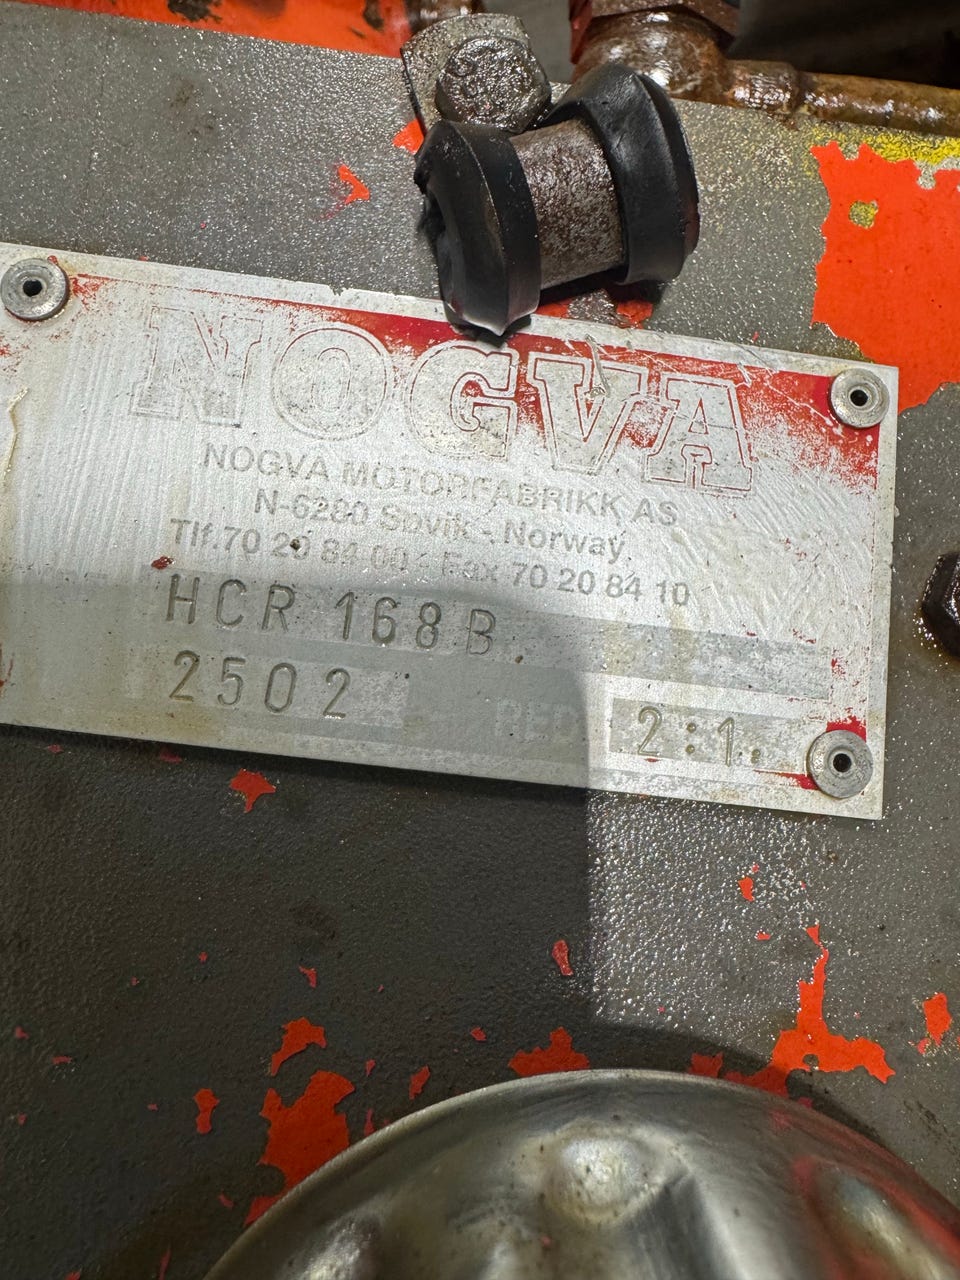 NOGVA
NOGVA MOTORFABRIKK AS
N-6280 Søvik - Norway
Tlf.70 20 84 00 - Fax 70 20 84 10
HCR 168 B
2502 RED 2:1.